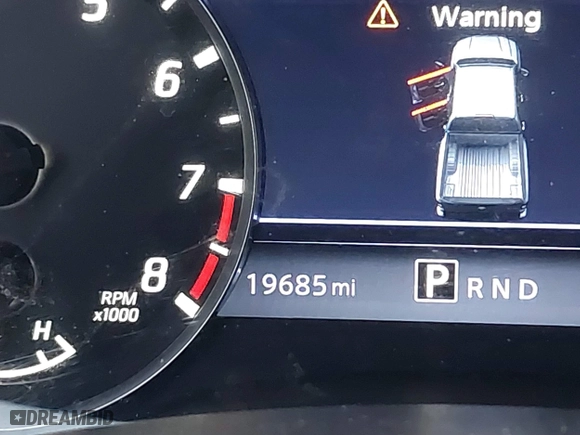 5
6
7
8
RPM
x1000
H
Warning
19685 mi
P R N D
DREAMBID